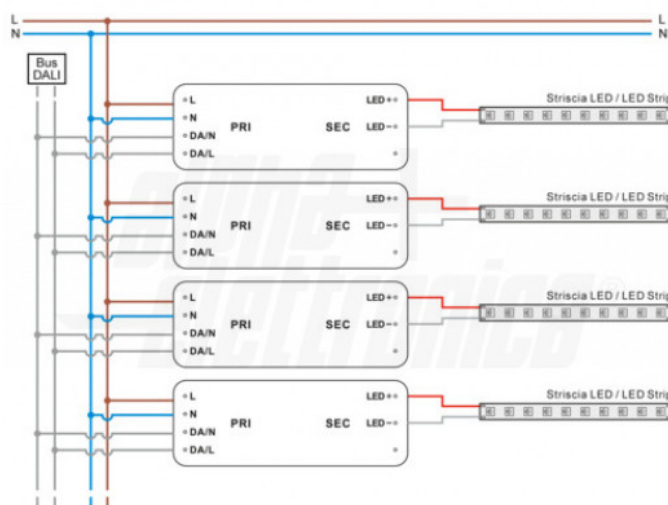 L L
N N
Bus
DALI
Striscia LED / LED Strip
L LED+
N PRI SEC LED−
DA/N
DA/L
Striscia LED / LED Strip
L LED+
N PRI SEC LED−
DA/N
DA/L
Striscia LED / LED Strip
L LED+
N PRI SEC LED−
DA/N
DA/L
Striscia LED / LED Strip
L LED+
N PRI SEC LED−
DA/N
DA/L